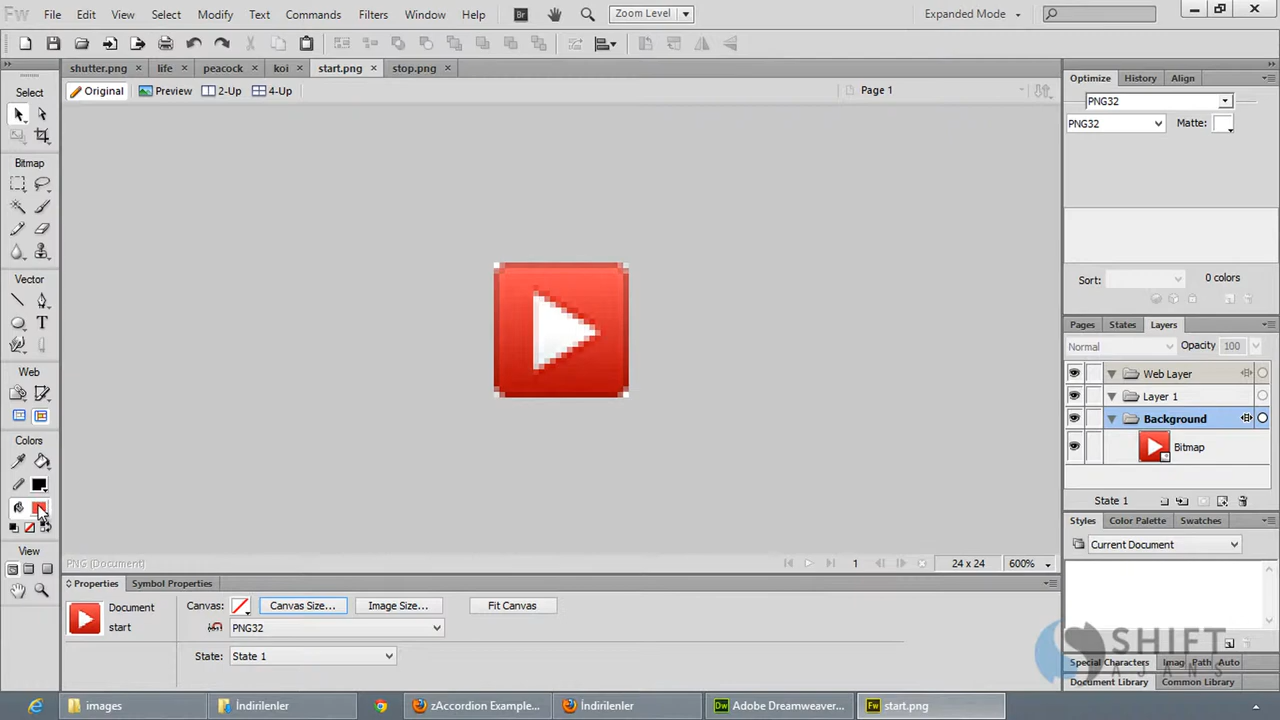 Fw File Edit View Select Modify Text Commands Filters Window Help Br Zoom Level Expanded Mode
shutter.png life peacock koi start.png stop.png
Original Preview 2-Up 4-Up Page 1
Select
Bitmap
Vector
Web
Colors
View
PNG (Document) 1 24 x 24 600%
Properties Symbol Properties
Document
start
Canvas: Canvas Size... Image Size... Fit Canvas
PNG32
State: State 1
Optimize History Align
PNG32
PNG32 Matte:
Sort: 0 colors
Pages States Layers
Normal Opacity 100
Web Layer
Layer 1
Background
Bitmap
State 1
Styles Color Palette Swatches
Current Document
SHIFT
AJANS
Special Characters Imag Path Auto
Document Library Common Library
images İndirilenler zAccordion Example... İndirilenler Dw Adobe Dreamweaver... Fw start.png